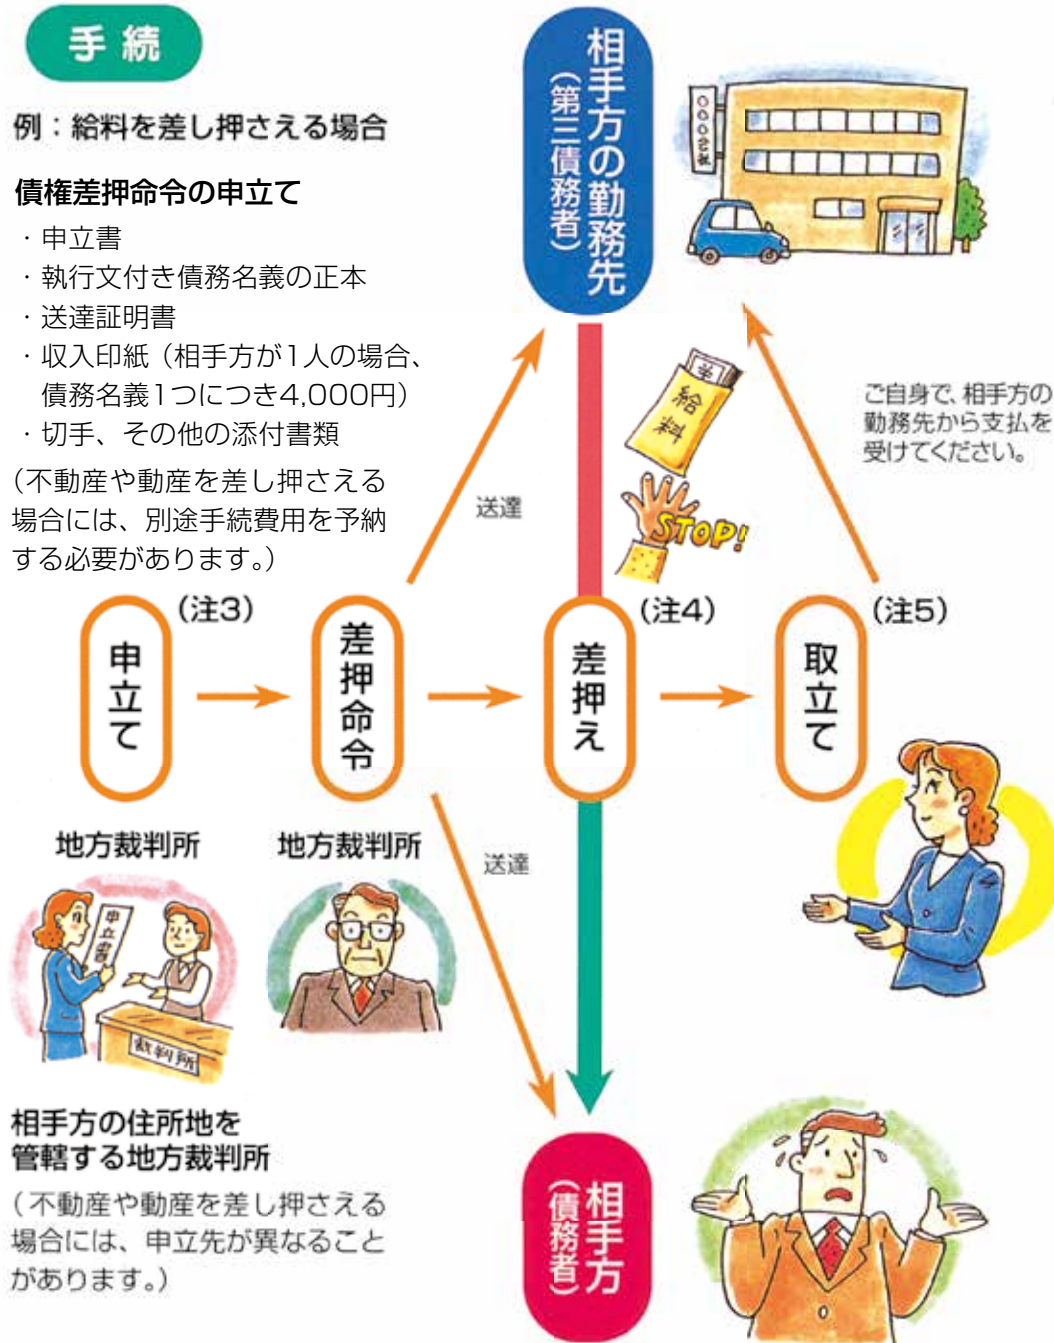 手続
例：給料を差し押さえる場合
債権差押命令の申立て
・申立書
・執行文付き債務名義の正本
・送達証明書
・収入印紙（相手方が1人の場合、
債務名義1つにつき4,000円）
・切手、その他の添付書類
（不動産や動産を差し押さえる
場合には、別途手続費用を予納
する必要があります。）
相手方の勤務先
（第三債務者）
〇〇〇会社
給料
STOP!
ご自身で、相手方の
勤務先から支払を
受けてください。
送達
申立て
（注3）
差押命令
差押え
（注4）
取立て
（注5）
送達
地方裁判所
地方裁判所
申立書
裁判所
相手方の住所地を
管轄する地方裁判所
（不動産や動産を差し押さえる
場合には、申立先が異なること
があります。）
相手方
（債務者）